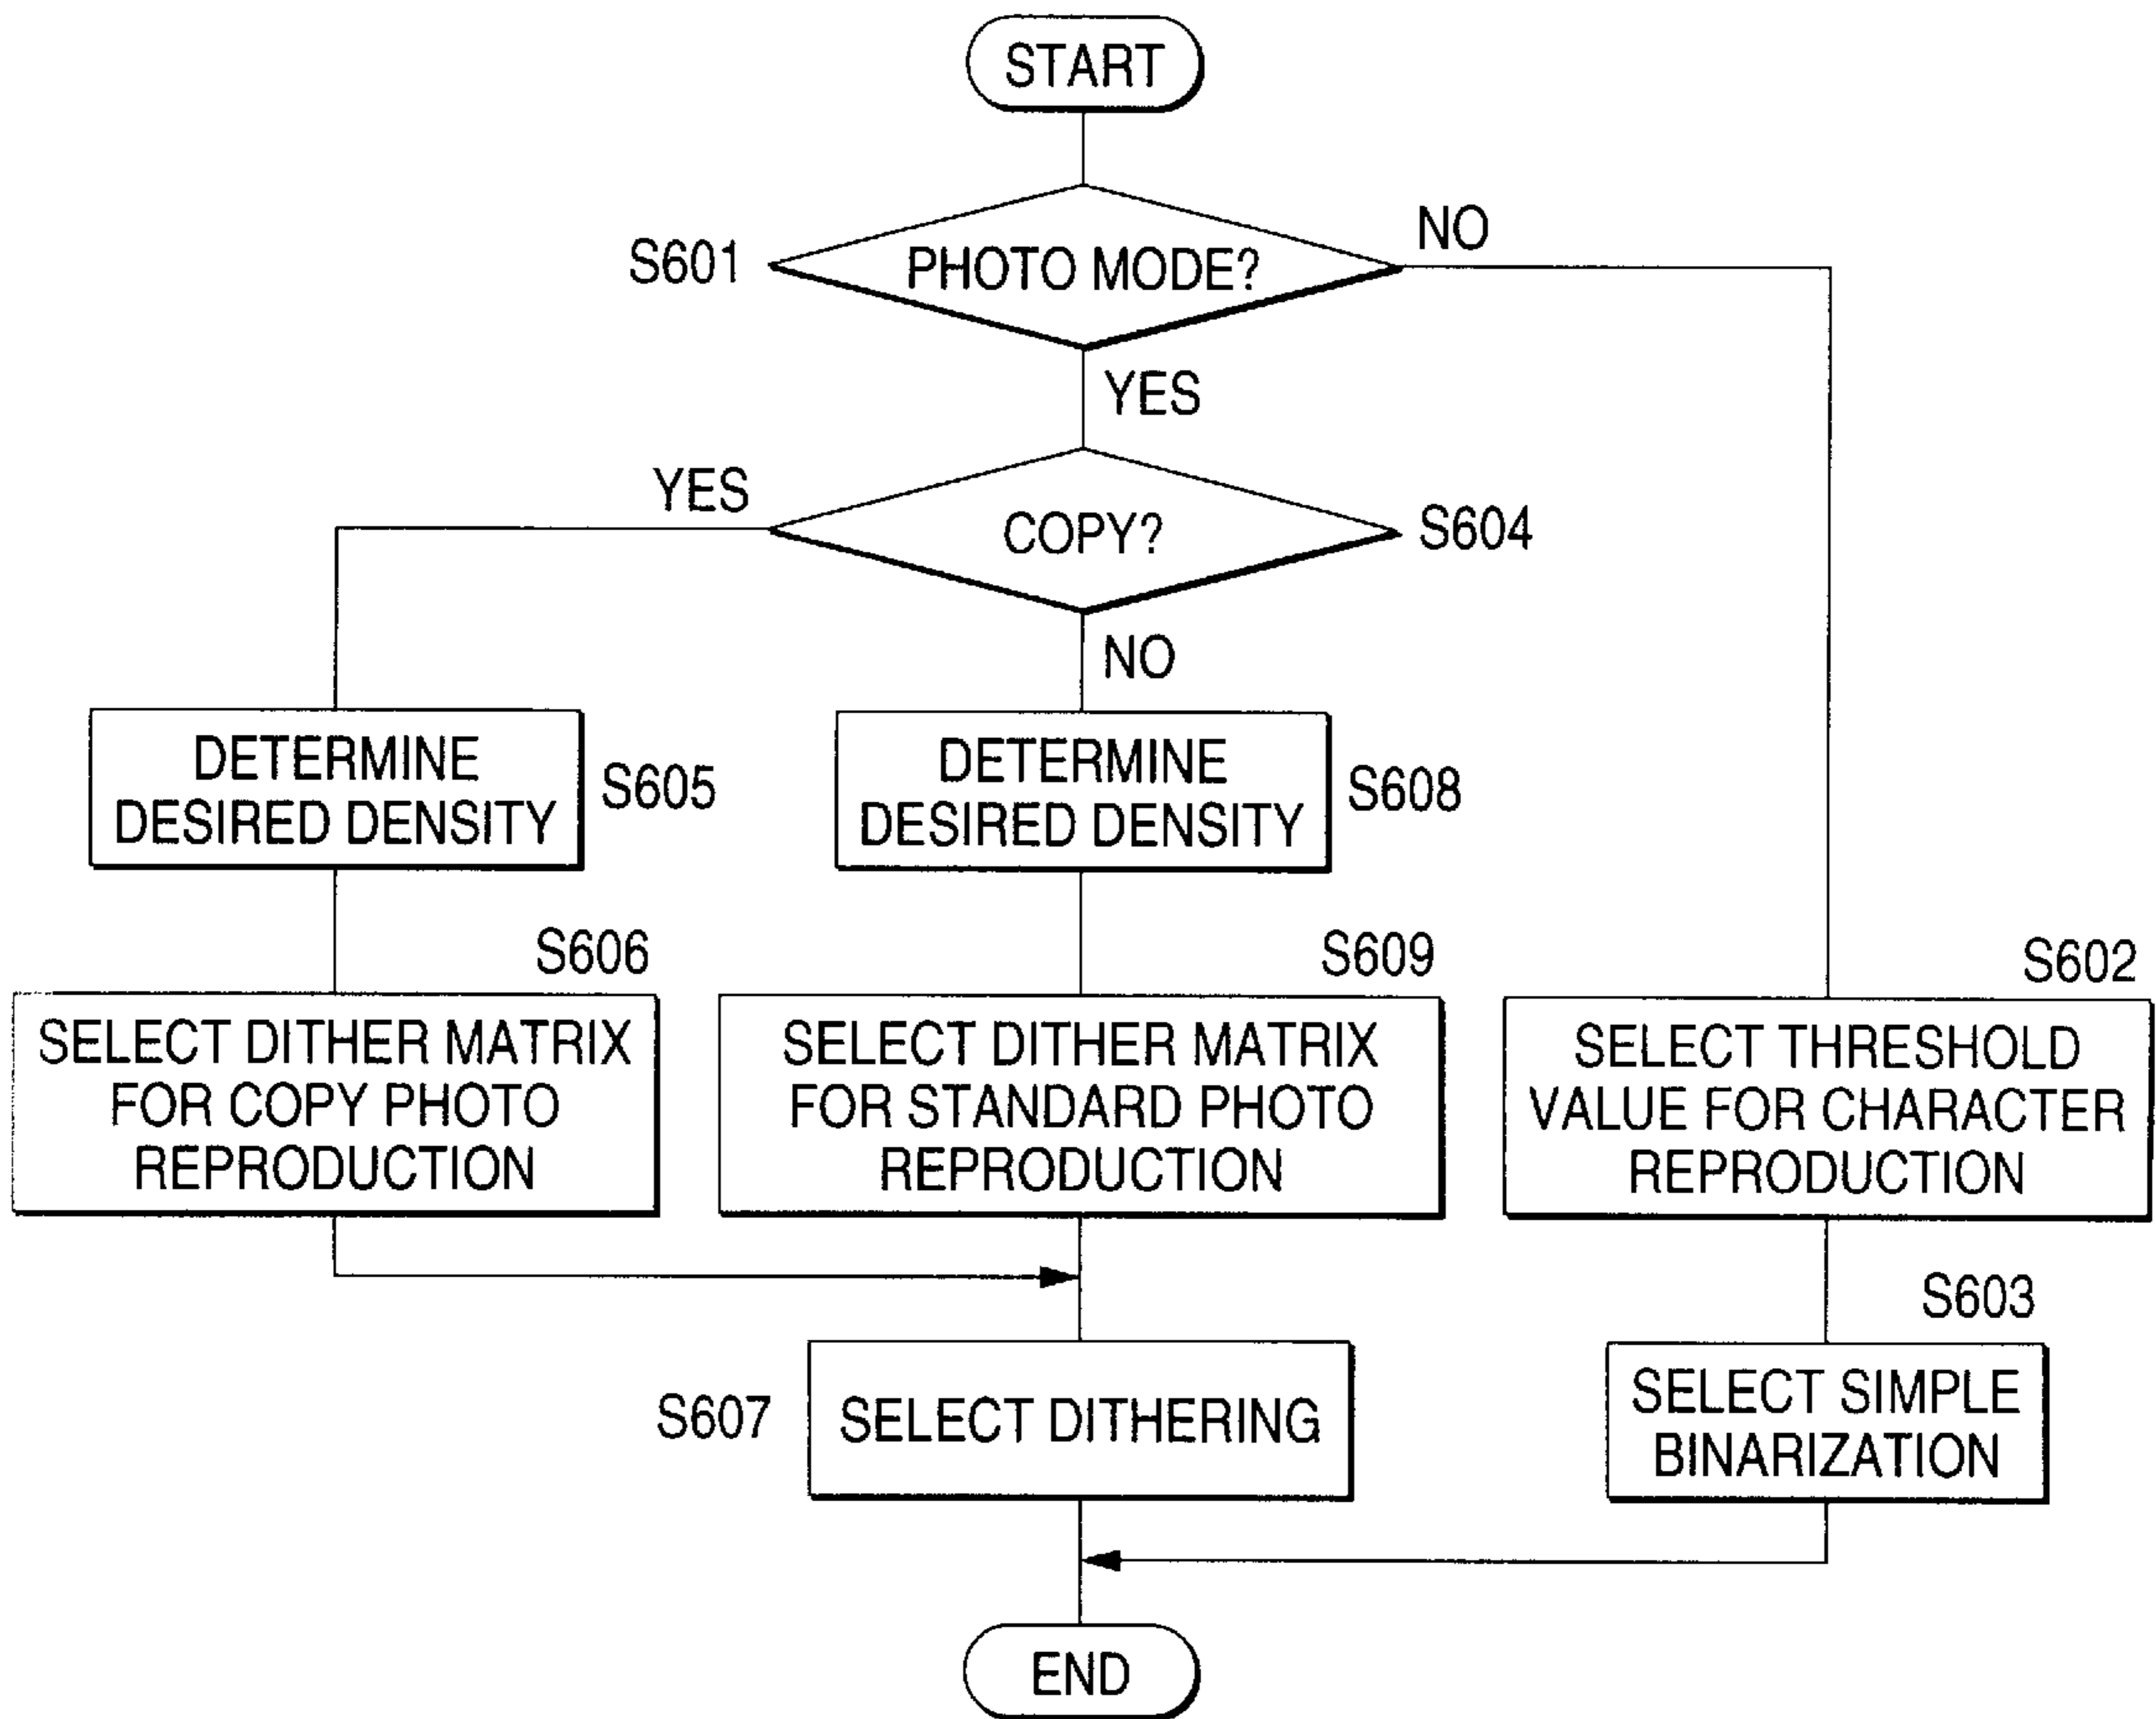 START
S601
PHOTO MODE?
NO
YES
YES
COPY?
S604
NO
DETERMINE
DESIRED DENSITY
S605
DETERMINE
DESIRED DENSITY
S608
S606
SELECT DITHER MATRIX
FOR COPY PHOTO
REPRODUCTION
S609
SELECT DITHER MATRIX
FOR STANDARD PHOTO
REPRODUCTION
S602
SELECT THRESHOLD
VALUE FOR CHARACTER
REPRODUCTION
S607
SELECT DITHERING
S603
SELECT SIMPLE
BINARIZATION
END